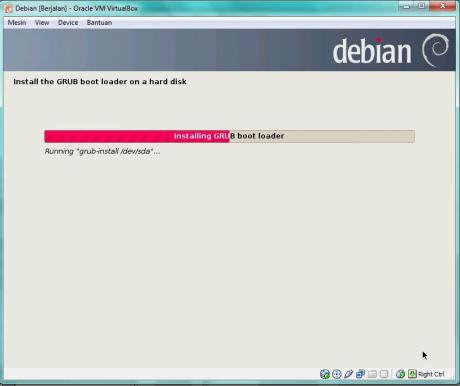 Debian [Berjalan] - Oracle VM VirtualBox
Mesin View Device Bantuan
debian
Install the GRUB boot loader on a hard disk
Installing GRUB boot loader
Running "grub-install /dev/sda"...
Right Ctrl